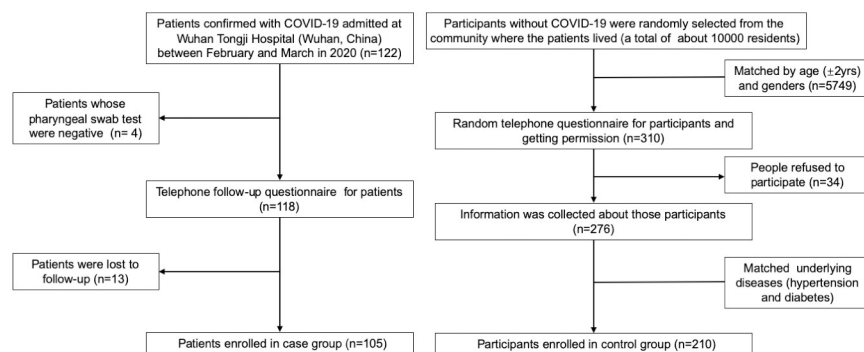 Patients confirmed with COVID-19 admitted at
Wuhan Tongji Hospital (Wuhan, China)
between February and March in 2020 (n=122)
Patients whose
pharyngeal swab test
were negative (n= 4)
Telephone follow-up questionnaire for patients
(n=118)
Patients were lost to
follow-up (n=13)
Patients enrolled in case group (n=105)
Participants without COVID-19 were randomly selected from the
community where the patients lived (a total of about 10000 residents)
Matched by age (±2yrs)
and genders (n=5749)
Random telephone questionnaire for participants and
getting permission (n=310)
People refused to
participate (n=34)
Information was collected about those participants
(n=276)
Matched underlying
diseases (hypertension
and diabetes)
Participants enrolled in control group (n=210)